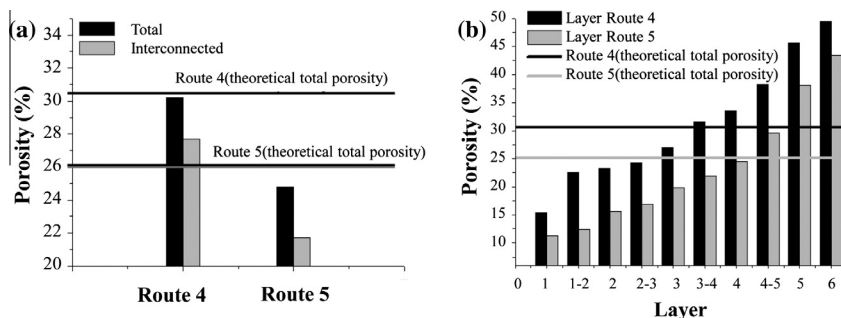 (a)
Total
Interconnected
Route 4(theoretical total porosity)
Route 5(theoretical total porosity)
Porosity (%)
34
32
30
28
26
24
22
20
Route 4
Route 5
(b)
Layer Route 4
Layer Route 5
Route 4(theoretical total porosity)
Route 5(theoretical total porosity)
Porosity (%)
50
45
40
35
30
25
15
10
0 1 1-2 2 2-3 3 3-4 4 4-5 5 6
Layer